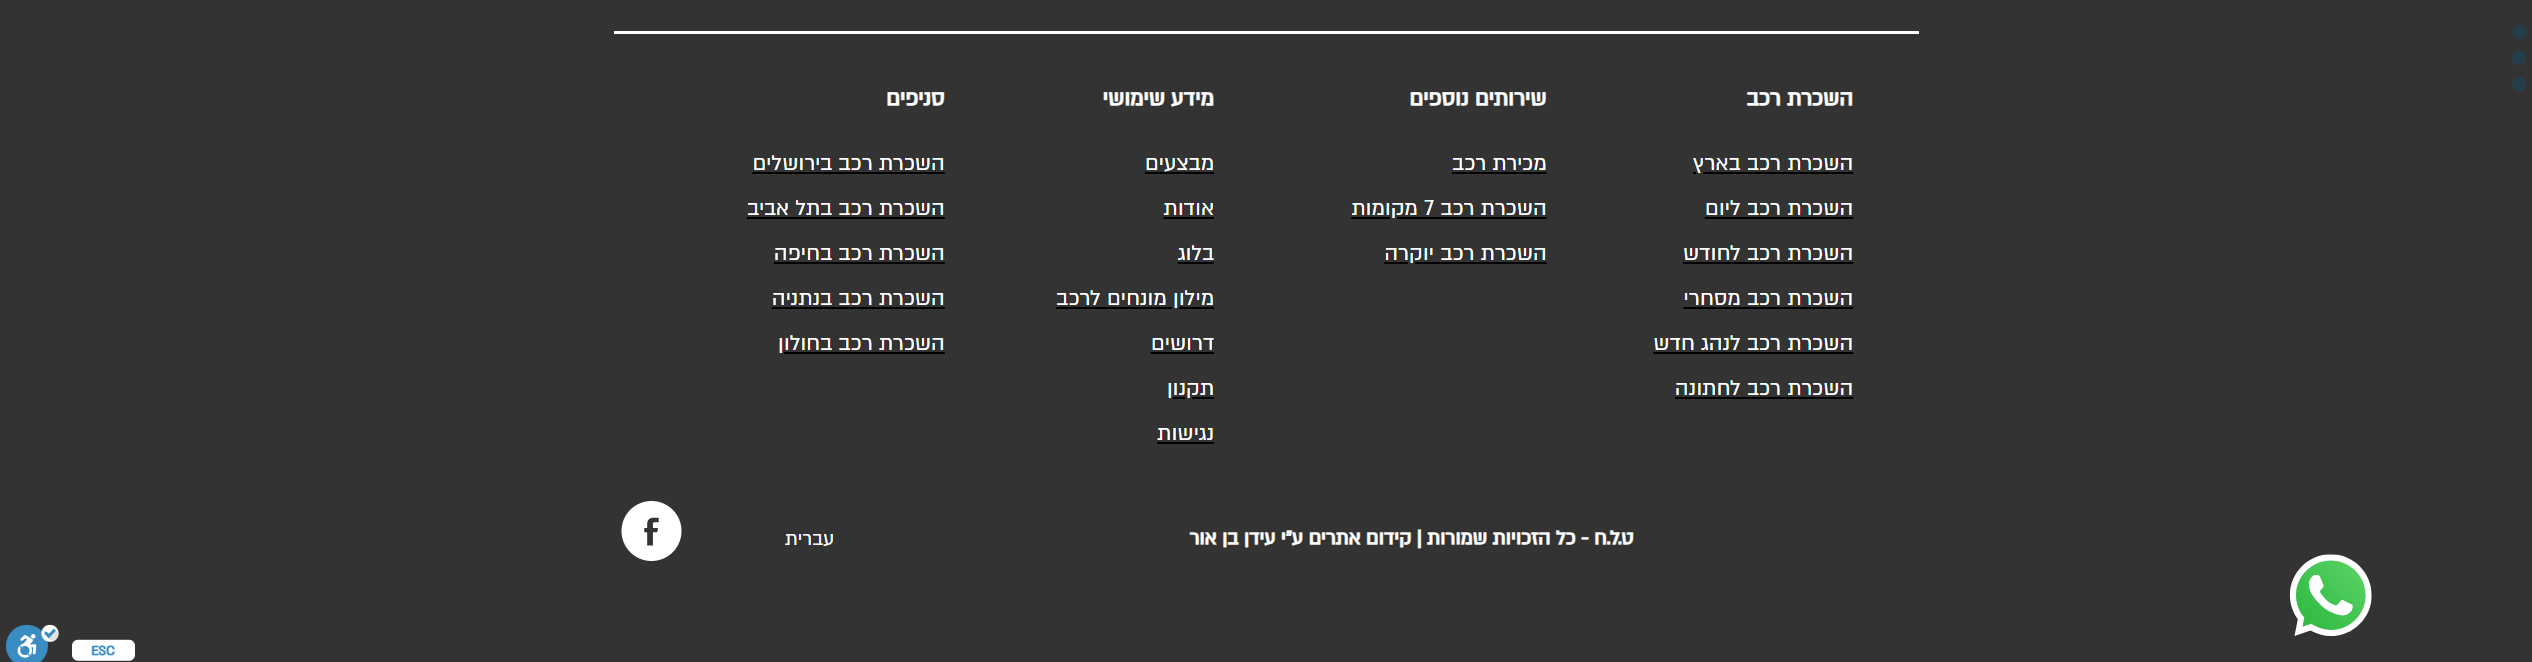 השכרת רכב
השכרת רכב בארץ
השכרת רכב ליום
השכרת רכב לחודש
השכרת רכב מסחרי
השכרת רכב לנהג חדש
השכרת רכב לחתונה
שירותים נוספים
מכירת רכב
השכרת רכב 7 מקומות
השכרת רכב יוקרה
מידע שימושי
מבצעים
אודות
בלוג
מילון מונחים לרכב
דרושים
תקנון
נגישות
סניפים
השכרת רכב בירושלים
השכרת רכב בתל אביב
השכרת רכב בחיפה
השכרת רכב בנתניה
השכרת רכב בחולון
ט.ל.ח - כל הזכויות שמורות | קידום אתרים ע"י עידן בן אור
עברית
ESC